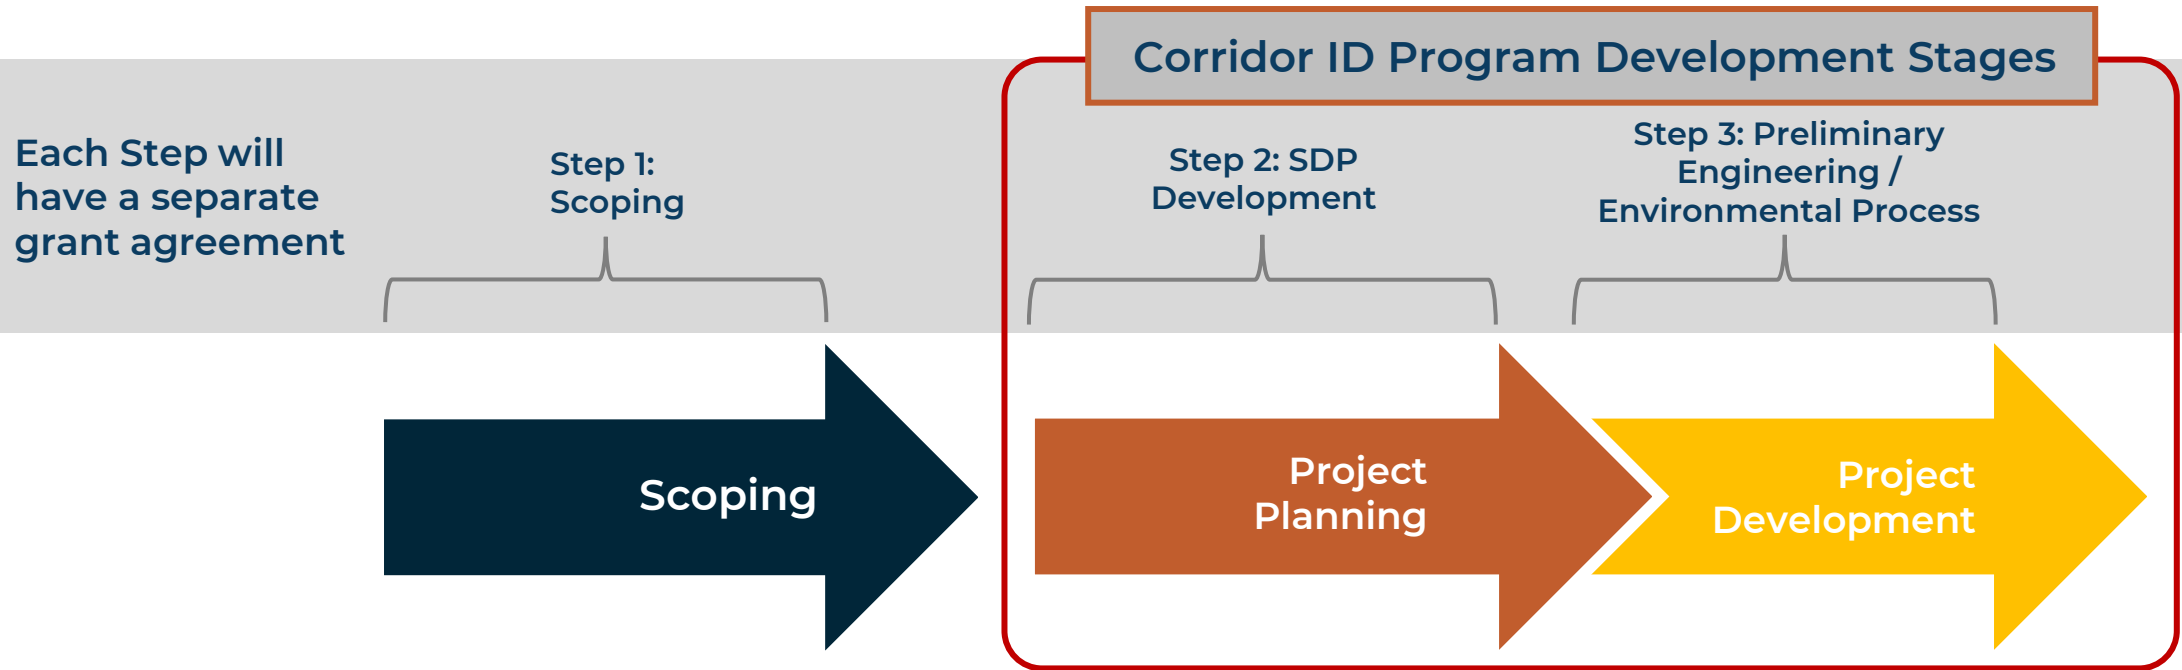 Corridor ID Program Development Stages
Each Step will
have a separate
grant agreement
Step 1:
Scoping
Step 2: SDP
Development
Step 3: Preliminary
Engineering /
Environmental Process
Scoping
Project
Planning
Project
Development